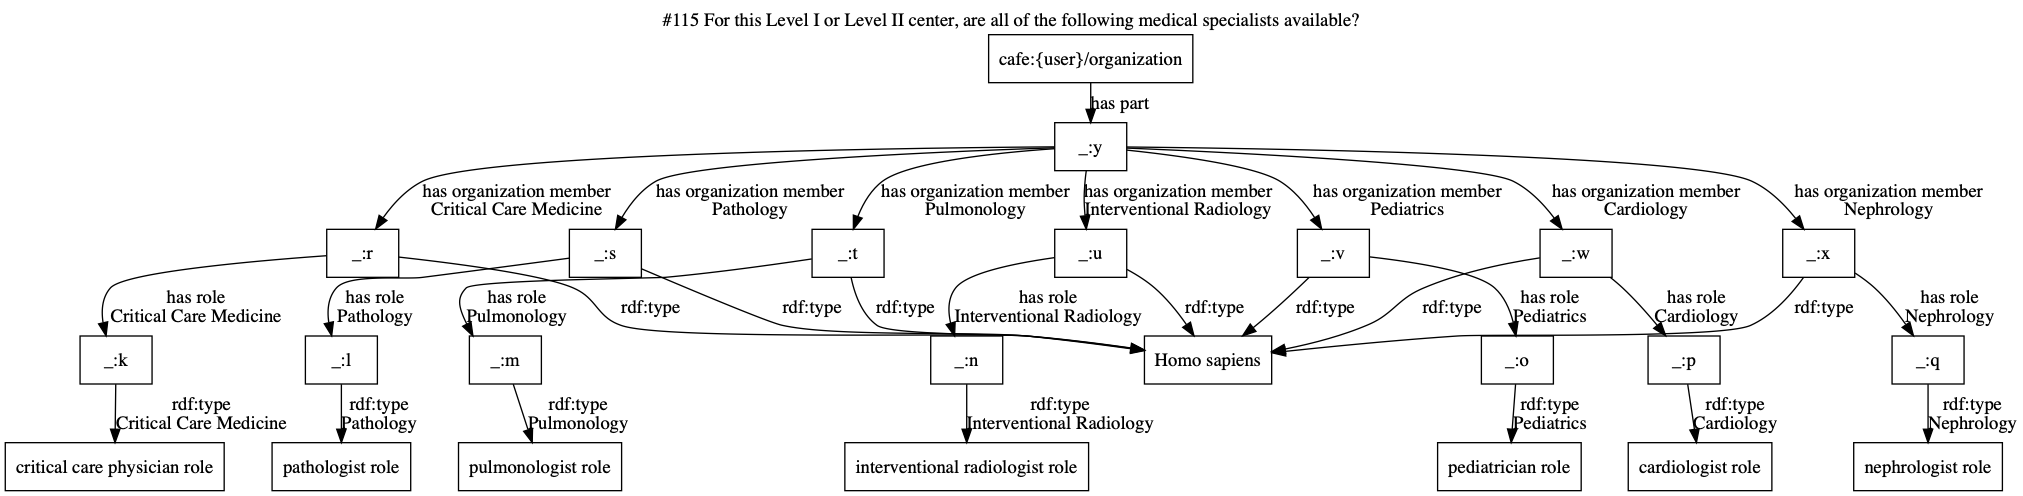 #115 For this Level I or Level II center, are all of the following medical specialists available?
cafe:{user}/organization
has part
_:y
has organization member
Critical Care Medicine
has organization member
Pathology
has organization member
Pulmonology
has organization member
Interventional Radiology
has organization member
Pediatrics
has organization member
Cardiology
has organization member
Nephrology
_:r
_:s
_:t
_:u
_:v
_:w
_:x
has role
Critical Care Medicine
has role
Pathology
has role
Pulmonology
rdf:type
rdf:type
rdf:type
has role
Interventional Radiology
rdf:type
rdf:type
rdf:type
has role
Pediatrics
has role
Cardiology
rdf:type
has role
Nephrology
_:k
_:l
_:m
_:n
Homo sapiens
_:o
_:p
_:q
rdf:type
Critical Care Medicine
rdf:type
Pathology
rdf:type
Pulmonology
rdf:type
Interventional Radiology
rdf:type
Pediatrics
rdf:type
Cardiology
rdf:type
Nephrology
critical care physician role
pathologist role
pulmonologist role
interventional radiologist role
pediatrician role
cardiologist role
nephrologist role